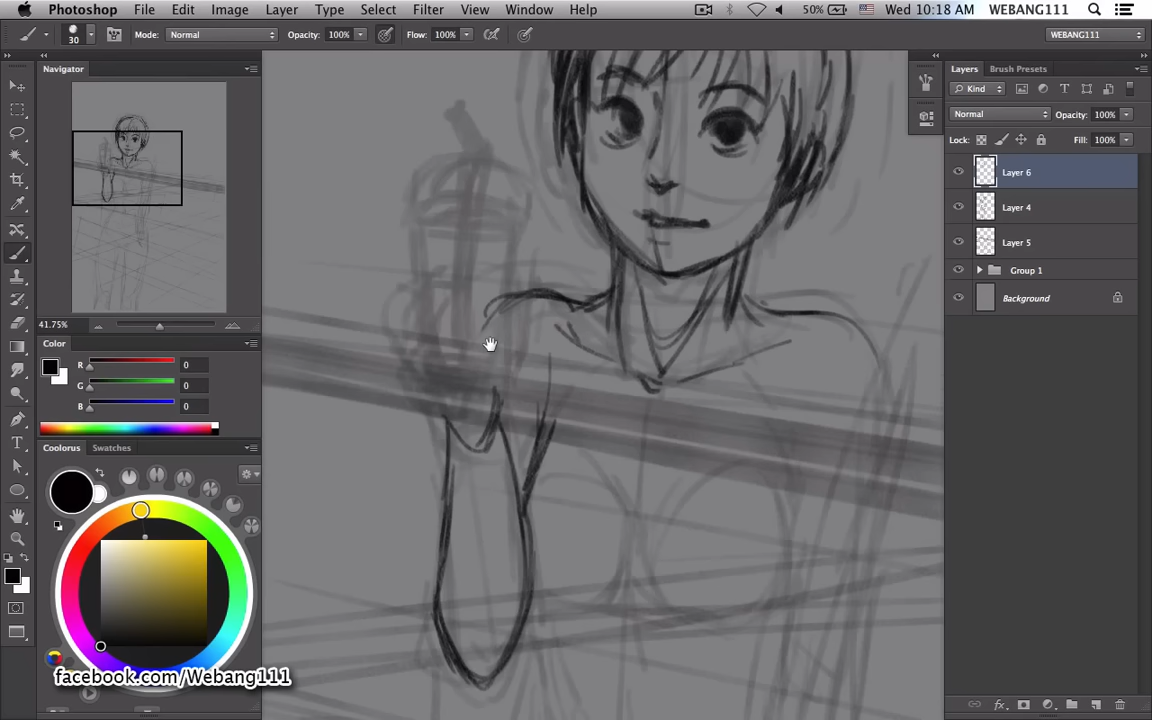 Photoshop File Edit Image Layer Type Select Filter View Window Help 50% Wed 10:18 AM WEBANG111
30 Mode: Normal Opacity: 100% Flow: 100% WEBANG111
Navigator
41.75%
Color
R 0
G 0
B 0
Colorus Swatches
facebook.com/Webang111
Layers Brush Presets
Kind
Normal Opacity: 100%
Lock: Fill: 100%
Layer 6
Layer 4
Layer 5
Group 1
Background